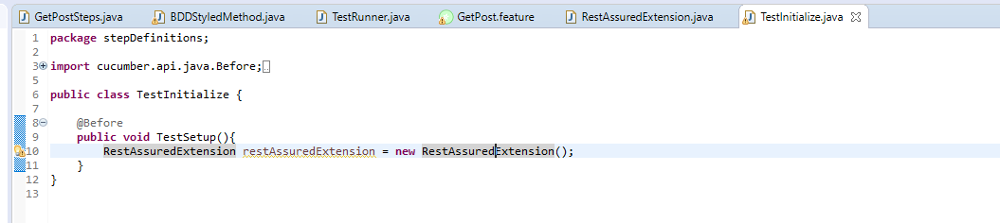 GetPostSteps.java BDDStyledMethod.java TestRunner.java GetPost.feature RestAssuredExtension.java TestInitialize.java
1 package stepDefinitions;
2
3 import cucumber.api.java.Before;
5
6 public class TestInitialize {
7
8 @Before
9 public void TestSetup(){
10 RestAssuredExtension restAssuredExtension = new RestAssuredExtension();
11 }
12 }
13